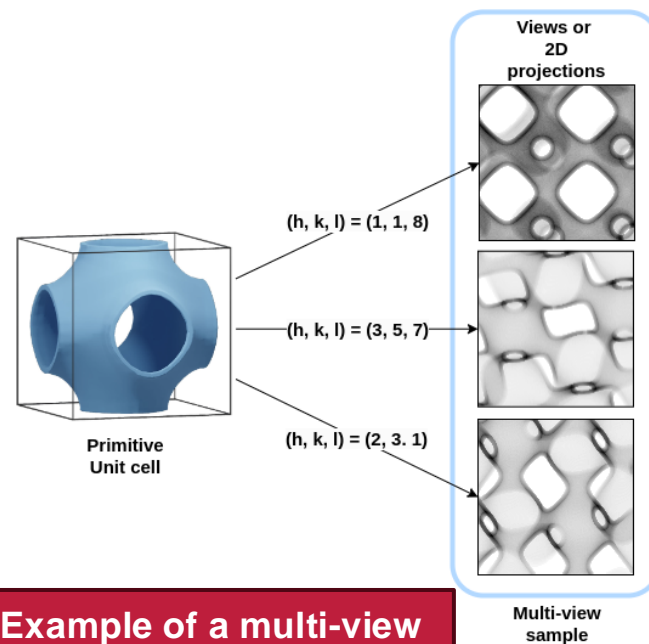 Views or
2D
projections
(h, k, l) = (1, 1, 8)
(h, k, l) = (3, 5, 7)
(h, k, l) = (2, 3. 1)
Primitive
Unit cell
Example of a multi-view
Multi-view
sample